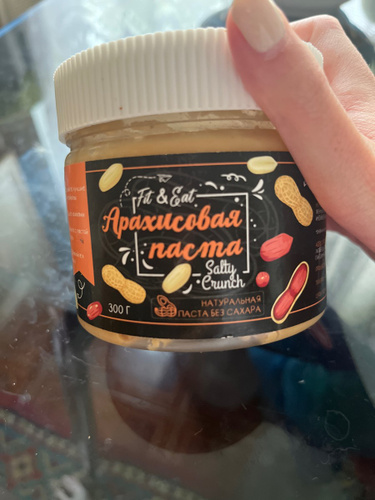 Fit & Eat
Арахисовая
паста
Salty
Crunch
300 г
НАТУРАЛЬНАЯ
ПАСТА БЕЗ САХАРА